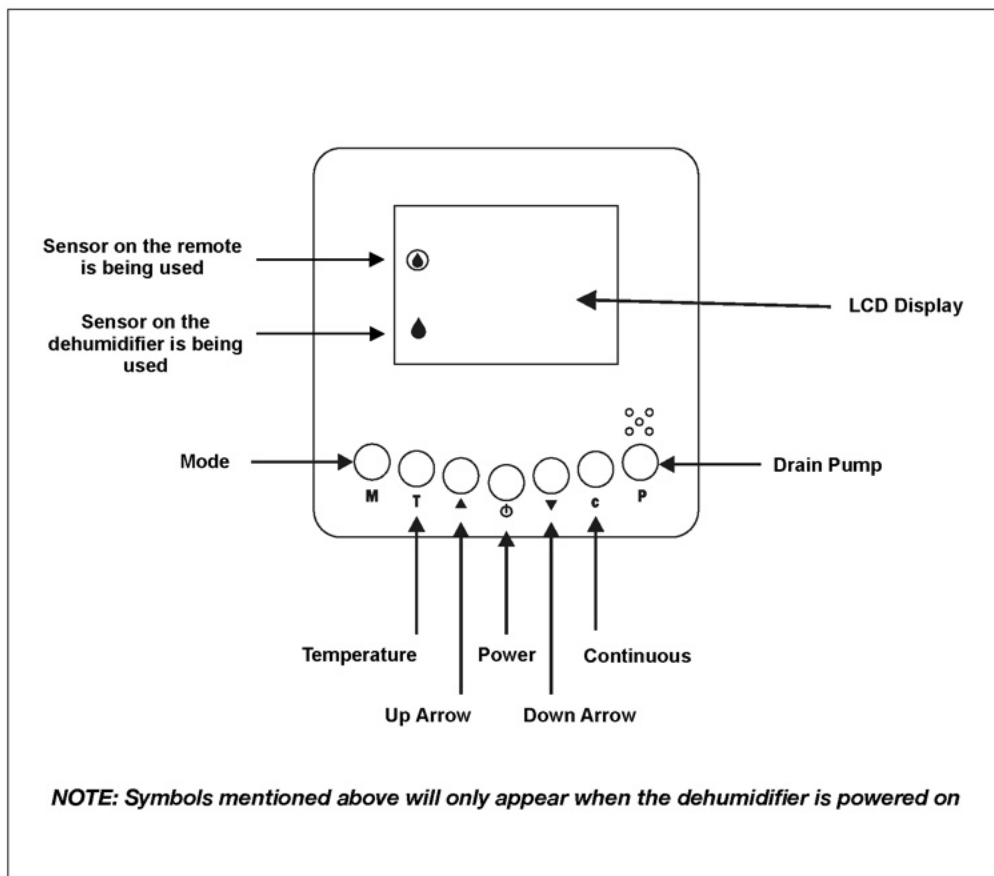 Sensor on the remote
is being used
LCD Display
Sensor on the
dehumidifier is being
used
Mode
Drain Pump
M
T
▲
▼
c
P
Temperature
Power
Continuous
Up Arrow
Down Arrow
NOTE: Symbols mentioned above will only appear when the dehumidifier is powered on